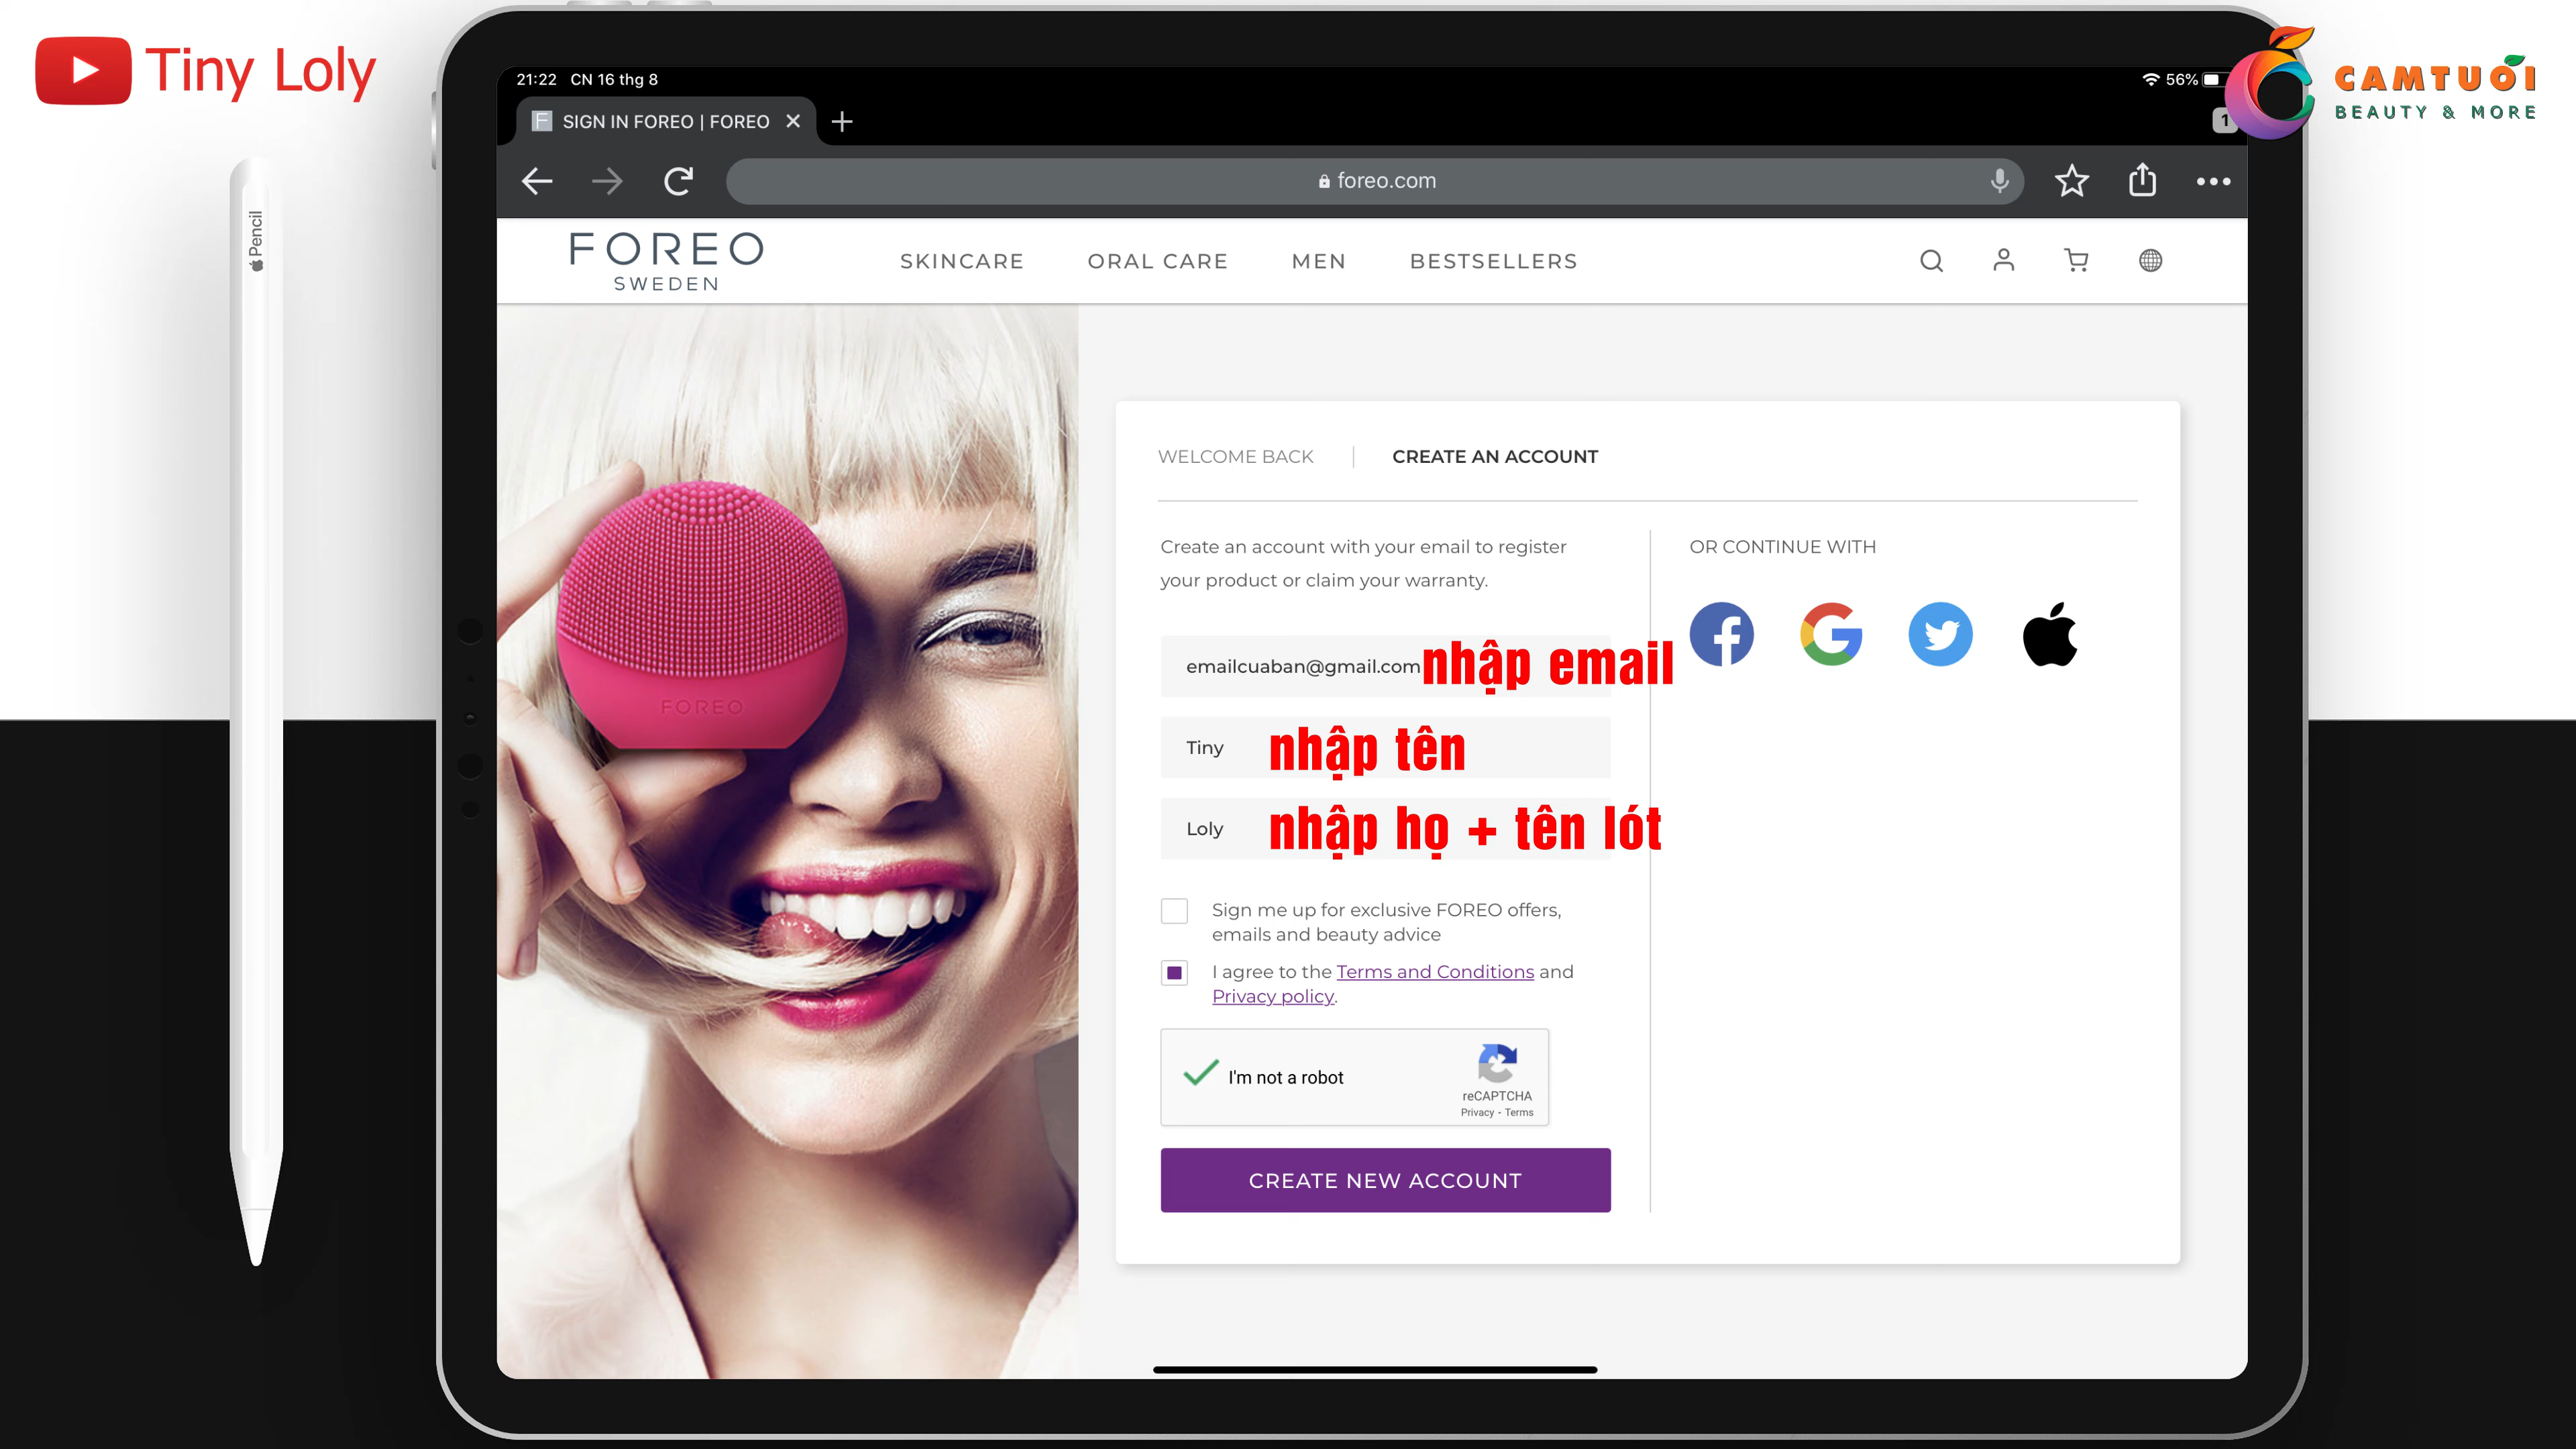 Tiny Loly
CAMTUOI
BEAUTY & MORE
Pencil
21:22 CN 16 thg 8
56%
SIGN IN FOREO | FOREO
1
foreo.com
FOREO
SWEDEN
SKINCARE ORAL CARE MEN BESTSELLERS
FOREO
WELCOME BACK
CREATE AN ACCOUNT
Create an account with your email to register
your product or claim your warranty.
OR CONTINUE WITH
emailcuaban@gmail.com nhập email
Tiny nhập tên
Loly nhập họ + tên lót
Sign me up for exclusive FOREO offers,
emails and beauty advice
I agree to the Terms and Conditions and
Privacy policy.
I'm not a robot
reCAPTCHA
Privacy - Terms
CREATE NEW ACCOUNT